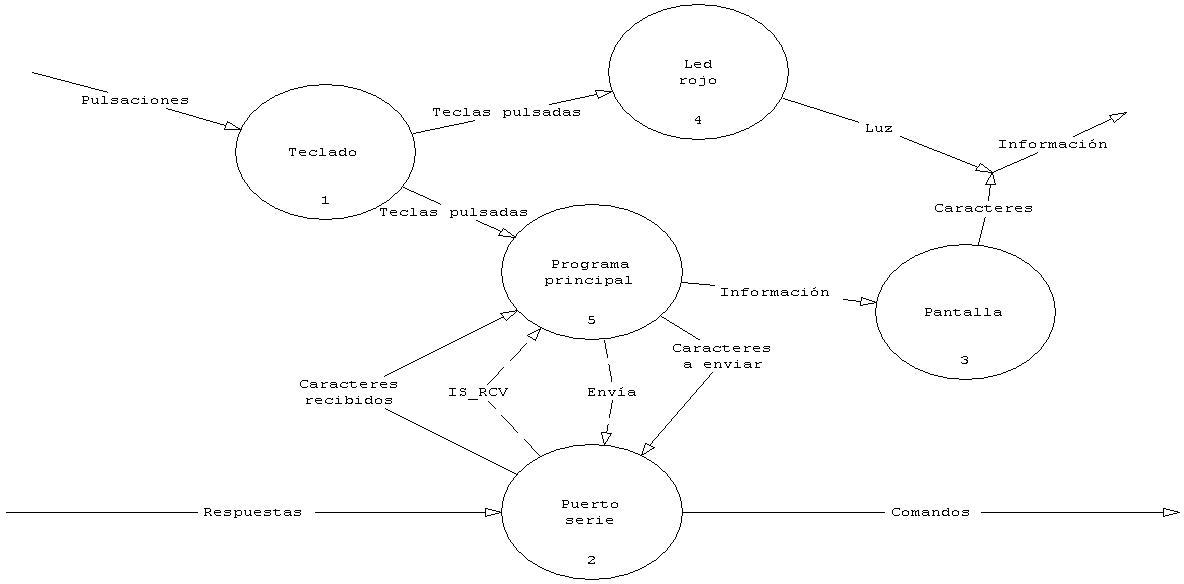 Led
rojo
4
Pulsaciones
Teclas pulsadas
Luz
Información
Teclado
1
Teclas pulsadas
Caracteres
Programa
principal
5
Información
Pantalla
3
Caracteres
a enviar
Caracteres
recibidos
IS_RCV
Envía
Respuestas
Puerto
serie
2
Comandos